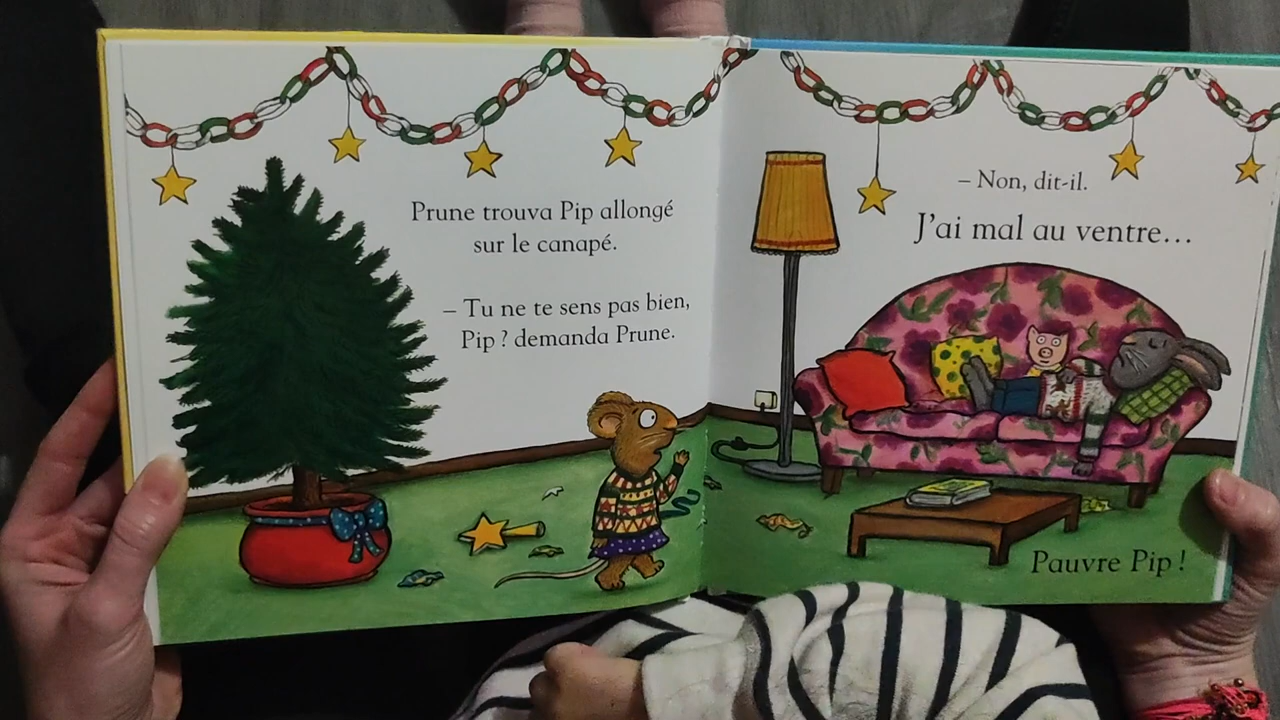 Prune trouva Pip allongé
sur le canapé.
– Tu ne te sens pas bien,
Pip ? demanda Prune.
– Non, dit-il.
J’ai mal au ventre…
Pauvre Pip !